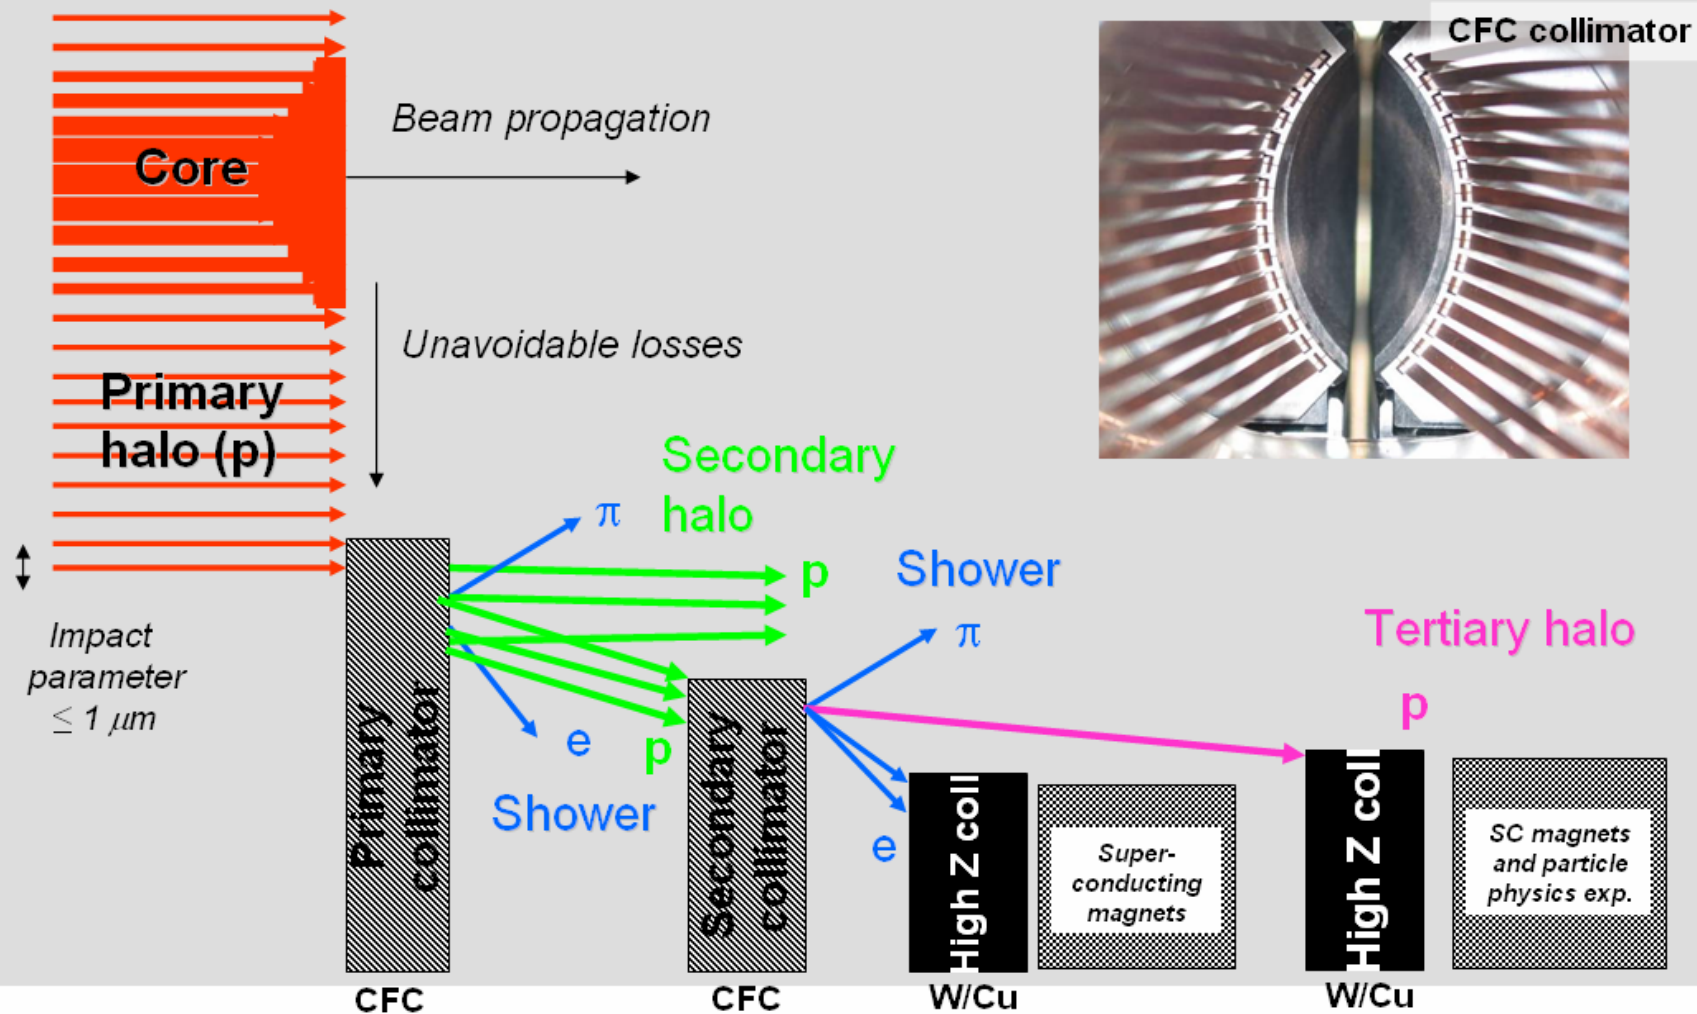 CFC collimator
Beam propagation
Core
Unavoidable losses
Primary
halo (p)
Secondary
halo
π
p
Shower
π
Impact
parameter
≤ 1 μm
Tertiary halo
p
e
p
Shower
e
Primary
collimator
Secondary
collimator
High Z coll
Super-
conducting
magnets
High Z coll
SC magnets
and particle
physics exp.
CFC
CFC
W/Cu
W/Cu